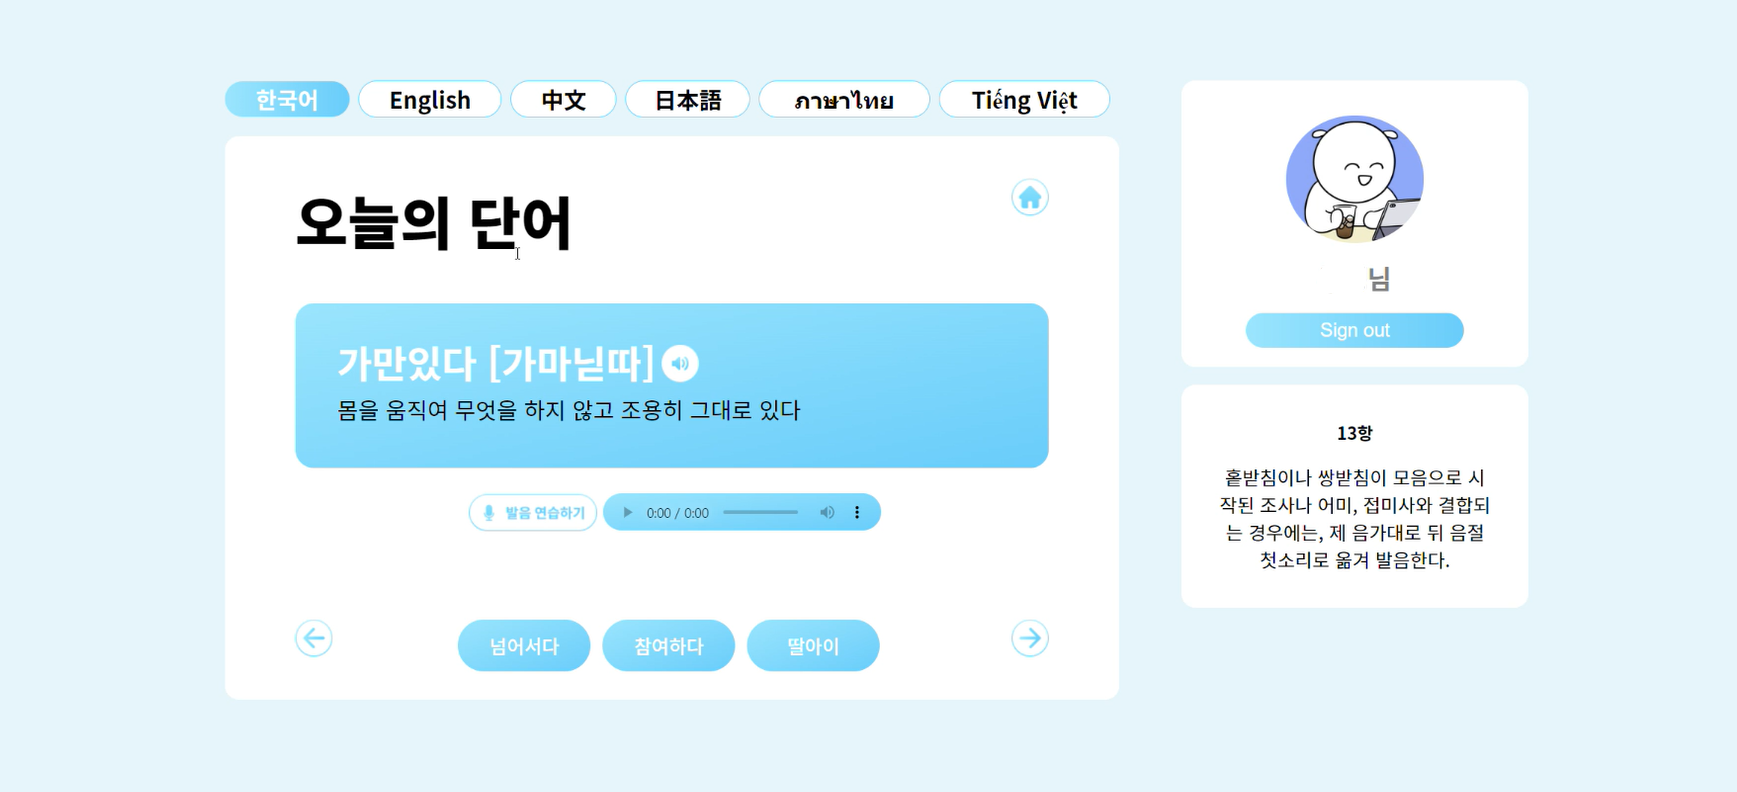 한국어
English
中文
日本語
ภาษาไทย
Tiếng Việt
오늘의 단어
가만있다 [가마닏따]
몸을 움직여 무엇을 하지 않고 조용히 그대로 있다
발음 연습하기
0:00 / 0:00
넘어서다
참여하다
딸아이
님
Sign out
13항
홑받침이나 쌍받침이 모음으로 시
작된 조사나 어미, 접미사와 결합되
는 경우에는, 제 음가대로 뒤 음절
첫소리로 옮겨 발음한다.